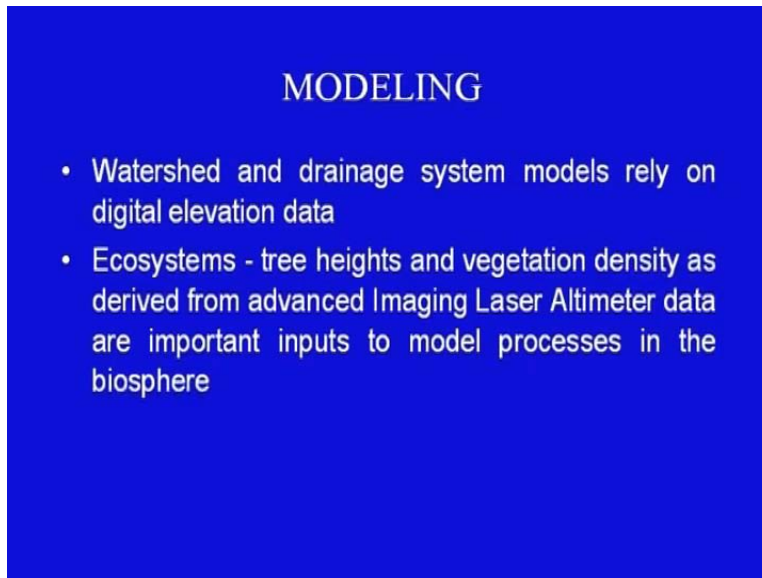 MODELING
• Watershed and drainage system models rely on
digital elevation data
• Ecosystems - tree heights and vegetation density as
derived from advanced Imaging Laser Altimeter data
are important inputs to model processes in the
biosphere